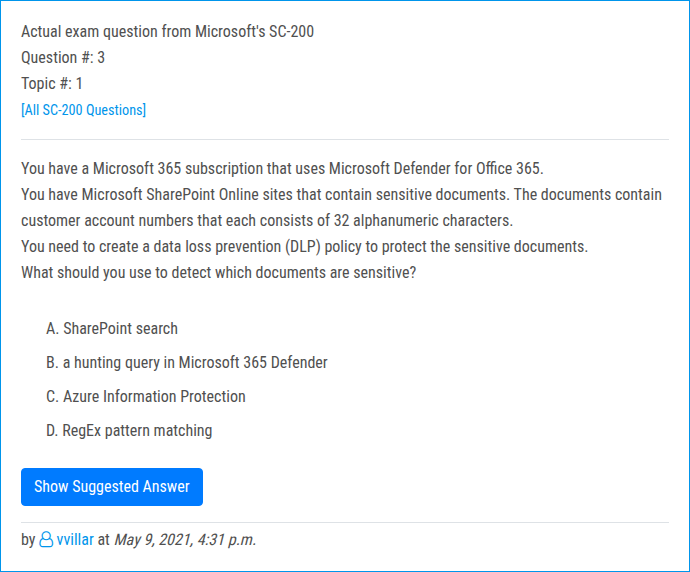 Actual exam question from Microsoft's SC-200
Question #: 3
Topic #: 1
[All SC-200 Questions]
You have a Microsoft 365 subscription that uses Microsoft Defender for Office 365.
You have Microsoft SharePoint Online sites that contain sensitive documents. The documents contain
customer account numbers that each consists of 32 alphanumeric characters.
You need to create a data loss prevention (DLP) policy to protect the sensitive documents.
What should you use to detect which documents are sensitive?
A. SharePoint search
B. a hunting query in Microsoft 365 Defender
C. Azure Information Protection
D. RegEx pattern matching
Show Suggested Answer
by vvillar at May 9, 2021, 4:31 p.m.